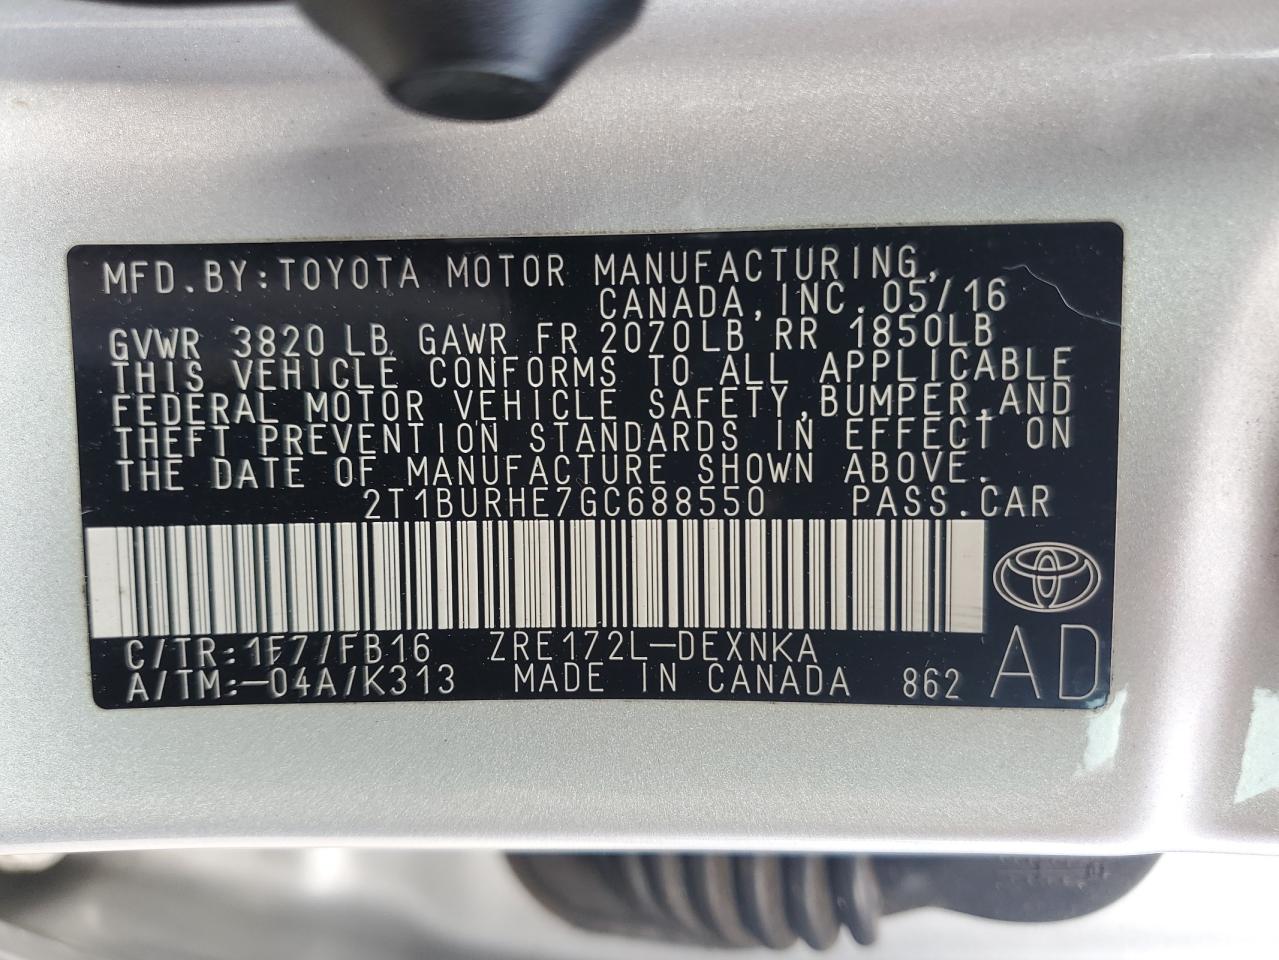 MFD.BY:TOYOTA MOTOR MANUFACTURING,
CANADA,INC.05/16
GVWR 3820LB GAWR FR 2070LB RR 1850LB
THIS VEHICLE CONFORMS TO ALL APPLICABLE
FEDERAL MOTOR VEHICLE SAFETY,BUMPER,AND
THEFT PREVENTION STANDARDS IN EFFECT ON
THE DATE OF MANUFACTURE SHOWN ABOVE.
2T1BURHE7GC688550 PASS.CAR
C/TR:1F7/FB16 ZRE172L-DEXNKA
A/TM:-04A/K313 MADE IN CANADA 862 AD